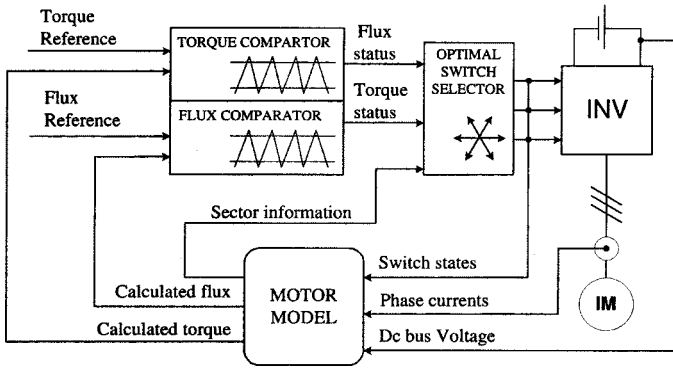 Torque
Reference
TORQUE COMPARTOR
Flux
status
OPTIMAL
SWITCH
SELECTOR
INV
Flux
Reference
FLUX COMPARATOR
Torque
status
Sector information
MOTOR
MODEL
Switch states
Calculated flux
Phase currents
IM
Calculated torque
Dc bus Voltage